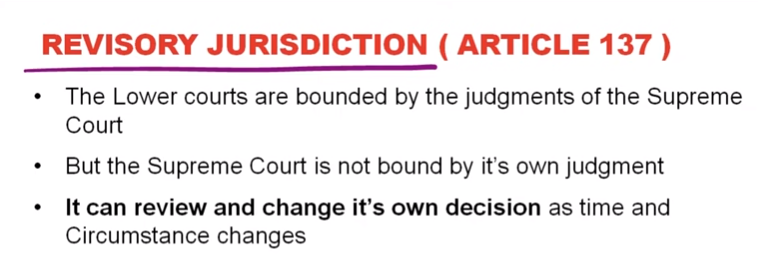 REVISORY JURISDICTION ( ARTICLE 137 )
• The Lower courts are bounded by the judgments of the Supreme
Court
• But the Supreme Court is not bound by it's own judgment
• It can review and change it's own decision as time and
Circumstance changes